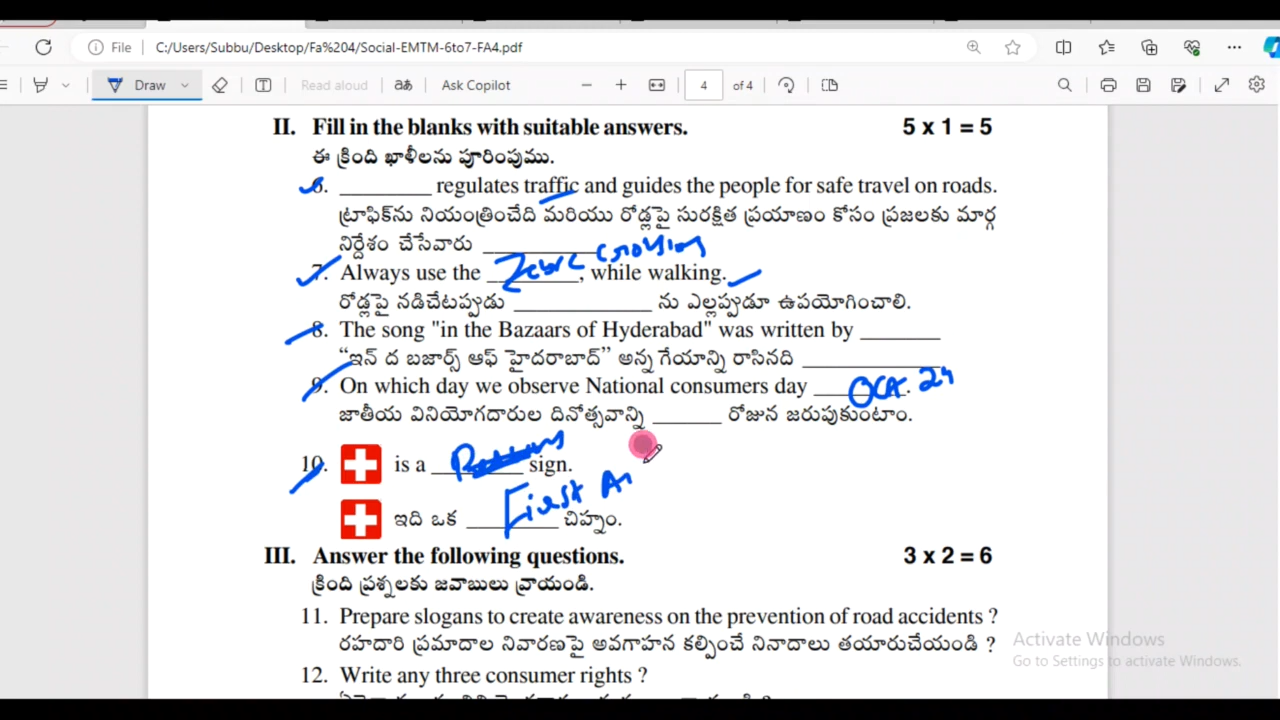 File C:/Users/Subbu/Desktop/Fa%204/Social-EMTM-6to7-FA4.pdf
Draw Read aloud aあ Ask Copilot 4 of 4
II. Fill in the blanks with suitable answers. 5 x 1 = 5
ఈ క్రింది ఖాళీలను పూరింపుము.
6. _________ regulates traffic and guides the people for safe travel on roads.
ట్రాఫిక్‌ను నియంత్రించేది మరియు రోడ్లపై సురక్షిత ప్రయాణం కోసం ప్రజలకు మార్గ
నిర్దేశం చేసేవారు ___________
7. Always use the Zebra crossing, while walking.
రోడ్లపై నడిచేటప్పుడు ______________ ను ఎల్లప్పుడూ ఉపయోగించాలి.
8. The song "in the Bazaars of Hyderabad" was written by ________
“ఇన్ ద బజార్స్ ఆఫ్ హైదరాబాద్” అన్న గేయాన్ని రాసినది ______________
9. On which day we observe National consumers day _________. 24
జాతీయ వినియోగదారుల దినోత్సవాన్ని _______ రోజున జరుపుకుంటాం.
10. is a _________ sign.
First
ఇది ఒక _________ చిహ్నం.
III. Answer the following questions. 3 x 2 = 6
క్రింది ప్రశ్నలకు జవాబులు వ్రాయండి.
11. Prepare slogans to create awareness on the prevention of road accidents ?
రహదారి ప్రమాదాల నివారణపై అవగాహన కల్పించే నినాదాలు తయారుచేయండి ?
Activate Windows
Go to Settings to activate Windows.
12. Write any three consumer rights ?